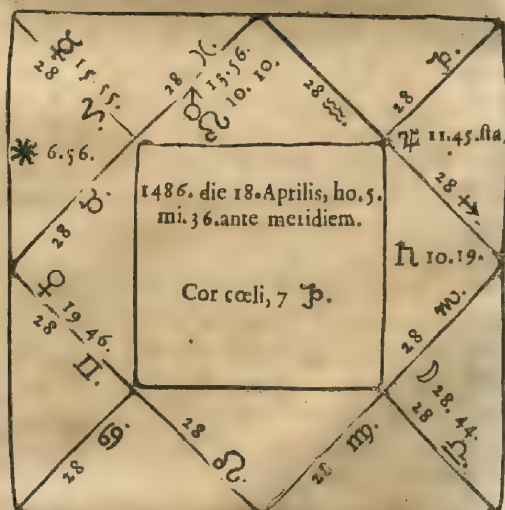 28 ☿ 15.55.
28 ♓
♂ 13.56.
☊ 10. 10.
28 ♒
28 ♑.
♃ 11.45. sta
☉ 6.56.
28 ♉
28 ♐
♄ 10.19.
1486. die 18. Aprilis, ho. 5.
mi. 36. ante meridiem.
Cor cœli, 7 ♑.
♀ 19 46.
28
♊.
28 ♏.
☽ 28. 44.
28 ♎
28 ♋
28 ♌
28 ♍.